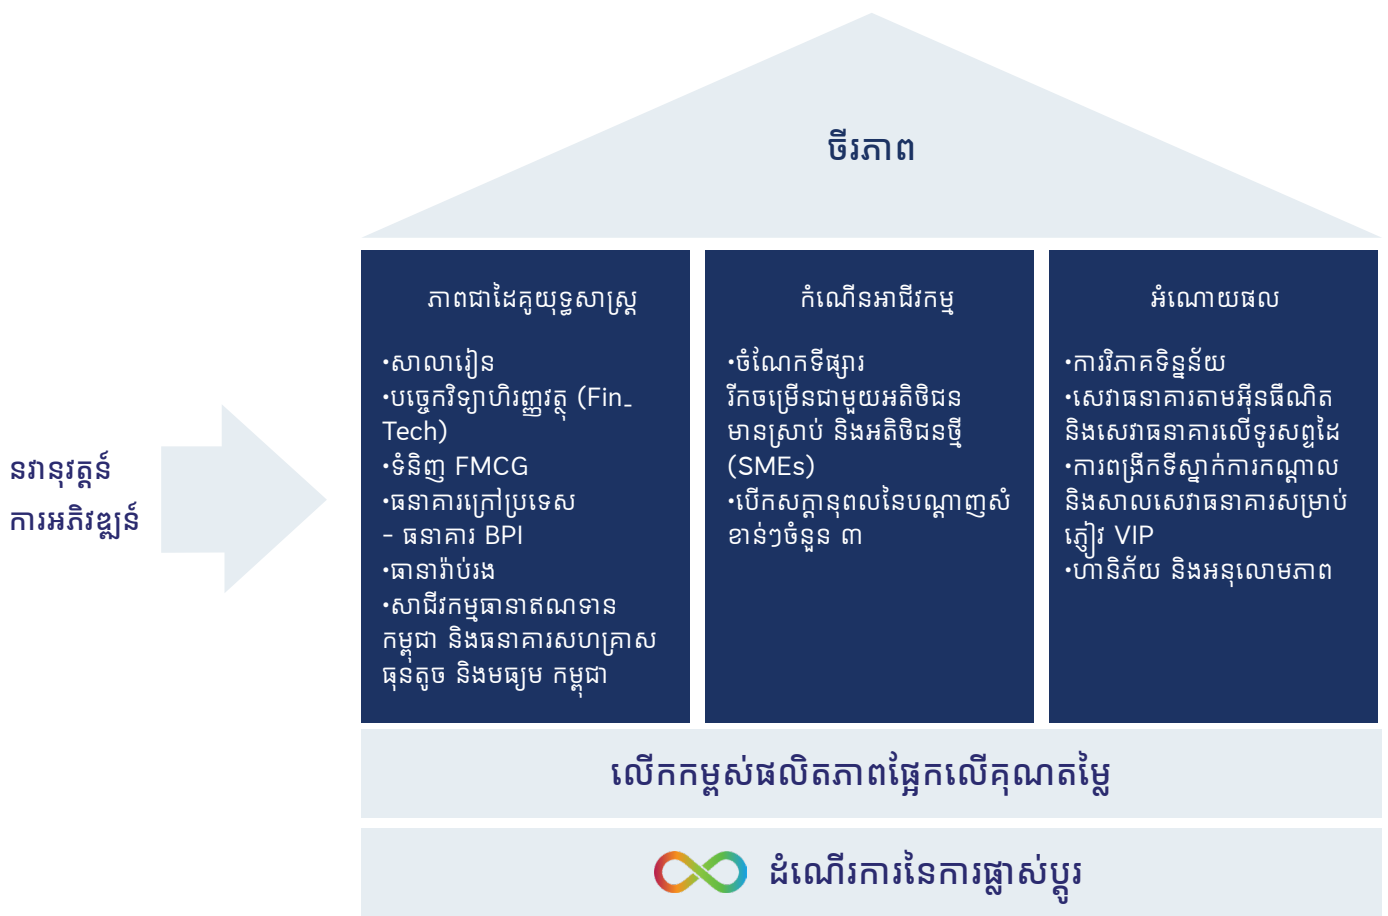 ចីរភាព
នវានុវត្តន៍
ការអភិវឌ្ឍន៍
ភាពជាដៃគូយុទ្ធសាស្ត្រ
•សាលារៀន
•បច្ចេកវិទ្យាហិរញ្ញវត្ថុ (Fin_
Tech)
•ទំនិញ FMCG
•ធនាគារក្រៅប្រទេស
- ធនាគារ BPI
•ធានារ៉ាប់រង
•សាជីវកម្មធានាឥណទាន
កម្ពុជា និងធនាគារសហគ្រាស
ធុនតូច និងមធ្យម កម្ពុជា
កំណើនអាជីវកម្ម
•ចំណែកទីផ្សារ
រីកចម្រើនជាមួយអតិថិជន
មានស្រាប់ និងអតិថិជនថ្មី
(SMEs)
•បើកសក្តានុពលនៃបណ្តាញសំ
ខាន់ៗចំនួន ៣
អំណោយផល
•ការវិភាគទិន្នន័យ
•សេវាធនាគារតាមអ៊ីនធឺណិត
និងសេវាធនាគារលើទូរសព្ទដៃ
•ការពង្រីកទីស្នាក់ការកណ្តាល
និងសាលសេវាធនាគារសម្រាប់
ភ្ញៀវ VIP
•ហានិភ័យ និងអនុលោមភាព
លើកកម្ពស់ផលិតភាពផ្អែកលើគុណតម្លៃ
ដំណើរការនៃការផ្លាស់ប្តូរ